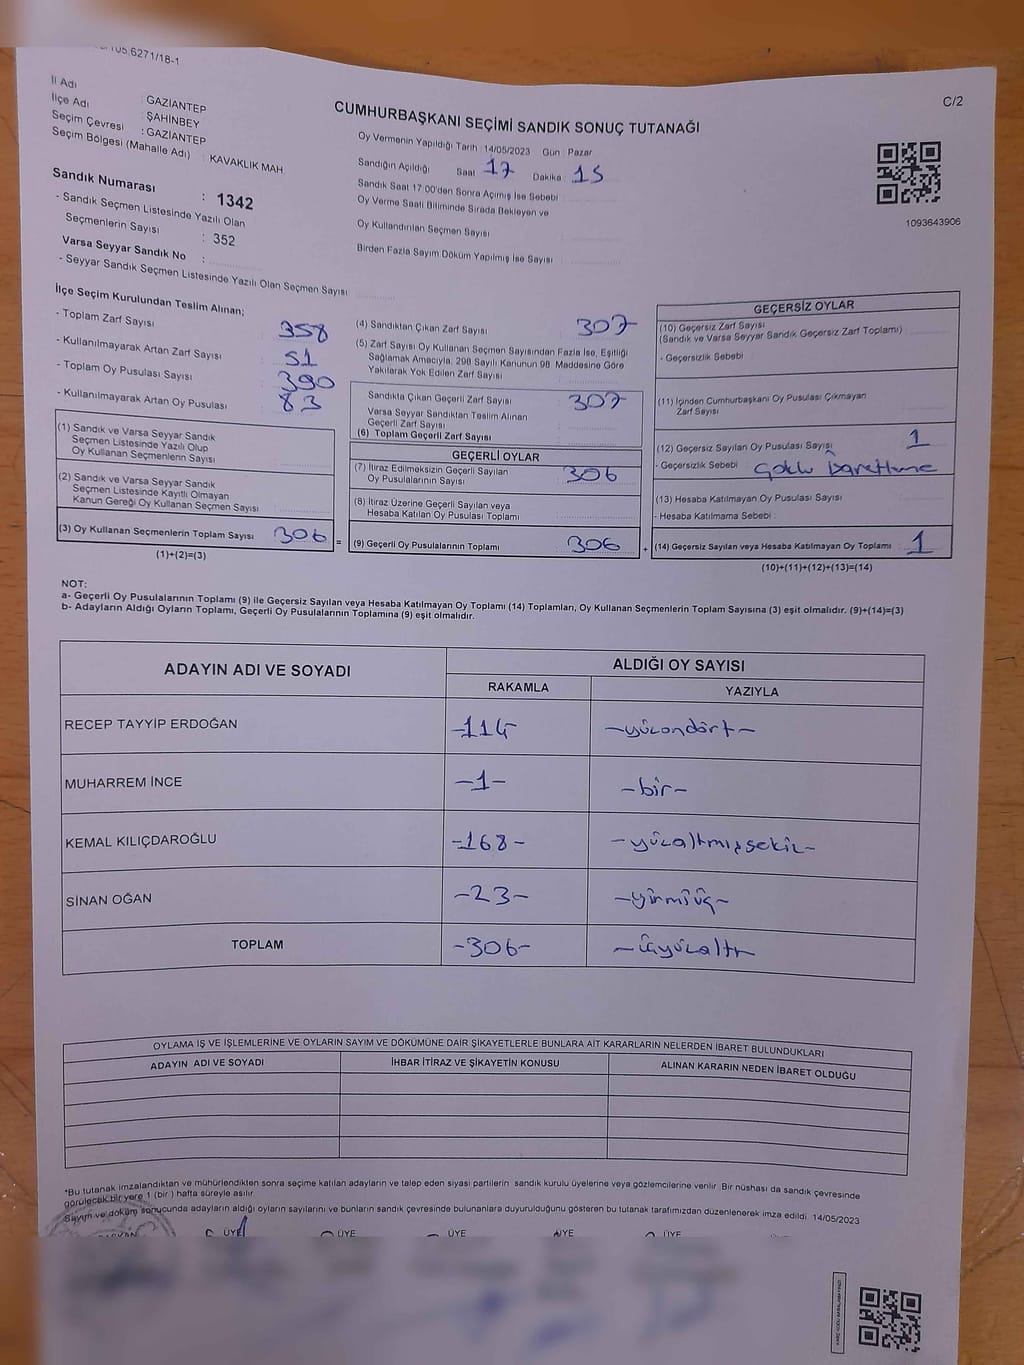 6271/18-1
C/2
İl Adı : GAZİANTEP
İlçe Adı : ŞAHİNBEY
Seçim Çevresi : GAZİANTEP
Seçim Bölgesi (Mahalle Adı) : KAVAKLIK MAH
CUMHURBAŞKANI SEÇİMİ SANDIK SONUÇ TUTANAĞI
Oy Vermenin Yapıldığı Tarih : 14/05/2023 Gün : Pazar
Sandığın Açıldığı Saat 17 Dakika : 15
Sandık Saat 17:00'den Sonra Açımış İse Sebebi :
Oy Verme Saati Bitiminde Sırada Bekleyen ve
Oy Kullandırılan Seçmen Sayısı
Birden Fazla Sayım Döküm Yapılmış İse Sayısı :
1093643906
Sandık Numarası : 1342
- Sandık Seçmen Listesinde Yazılı Olan
Seçmenlerin Sayısı : 352
Varsa Seyyar Sandık No :
- Seyyar Sandık Seçmen Listesinde Yazılı Olan Seçmen Sayısı
İlçe Seçim Kurulundan Teslim Alınan;
- Toplam Zarf Sayısı 358
- Kullanılmayarak Artan Zarf Sayısı 51
- Toplam Oy Pusulası Sayısı 390
- Kullanılmayarak Artan Oy Pusulası 83
(1) Sandık ve Varsa Seyyar Sandık
Seçmen Listesinde Yazılı Olup
Oy Kullanan Seçmenlerin Sayısı
(2) Sandık ve Varsa Seyyar Sandık
Seçmen Listesinde Kayıtlı Olmayan
Kanun Gereği Oy Kullanan Seçmen Sayısı :
(3) Oy Kullanan Seçmenlerin Toplam Sayısı 306
(1)+(2)=(3)
(4) Sandıktan Çıkan Zarf Sayısı 307
(5) Zarf Sayısı Oy Kullanan Seçmen Sayısından Fazla İse, Eşitliği
Sağlamak Amacıyla, 298 Sayılı Kanunun 98. Maddesine Göre
Yakılarak Yok Edilen Zarf Sayısı :
Sandıkta Çıkan Geçerli Zarf Sayısı : 307
Varsa Seyyar Sandıktan Teslim Alınan
Geçerli Zarf Sayısı
(6) Toplam Geçerli Zarf Sayısı
GEÇERLİ OYLAR
(7) İtiraz Edilmeksizin Geçerli Sayılan
Oy Pusulalarının Sayısı 306
(8) İtiraz Üzerine Geçerli Sayılan veya
Hesaba Katılan Oy Pusulası Toplamı
= (9) Geçerli Oy Pusulalarının Toplamı 306 +
GEÇERSİZ OYLAR
(10) Geçersiz Zarf Sayısı
(Sandık ve Varsa Seyyar Sandık Geçersiz Zarf Toplamı) :
- Geçersizlik Sebebi :
(11) İçinden Cumhurbaşkanı Oy Pusulası Çıkmayan
Zarf Sayısı
(12) Geçersiz Sayılan Oy Pusulası Sayısı 1
- Geçersizlik Sebebi : Çoklu işaretleme
(13) Hesaba Katılmayan Oy Pusulası Sayısı
- Hesaba Katılmama Sebebi :
(14) Geçersiz Sayılan veya Hesaba Katılmayan Oy Toplamı 1
(10)+(11)+(12)+(13)=(14)
NOT:
a- Geçerli Oy Pusulalarının Toplamı (9) ile Geçersiz Sayılan veya Hesaba Katılmayan Oy Toplamı (14) Toplamları, Oy Kullanan Seçmenlerin Toplam Sayısına (3) eşit olmalıdır. (9)+(14)=(3)
b- Adayların Aldığı Oyların Toplamı, Geçerli Oy Pusulalarının Toplamına (9) eşit olmalıdır.
ADAYIN ADI VE SOYADI ALDIĞI OY SAYISI
RAKAMLA YAZIYLA
RECEP TAYYİP ERDOĞAN -114- -yüzondört-
MUHARREM İNCE -1- -bir-
KEMAL KILIÇDAROĞLU -168- -yüzaltmışsekiz-
SİNAN OĞAN -23- -yirmiüç-
TOPLAM -306- -üçyüzaltı-
OYLAMA İŞ VE İŞLEMLERİNE VE OYLARIN SAYIM VE DÖKÜMÜNE DAİR ŞİKAYETLERLE BUNLARA AİT KARARLARIN NELERDEN İBARET BULUNDUKLARI
ADAYIN ADI VE SOYADI İHBAR İTİRAZ VE ŞİKAYETİN KONUSU ALINAN KARARIN NEDEN İBARET OLDUĞU
*Bu tutanak imzalandıktan ve mühürlendikten sonra seçime katılan adayların ve talep eden siyasi partilerin sandık kurulu üyelerine veya gözlemcilerine verilir. Bir nüshası da sandık çevresinde
görülecek bir yere 1 (bir ) hafta süreyle asılır.
Sayım ve döküm sonucunda adayların aldığı oyların sayılarını ve bunların sandık çevresinde bulunanlara duyurulduğunu gösteren bu tutanak tarafımızdan düzenlenerek imza edildi. 14/05/2023
BAŞKAN ÜYE ÜYE ÜYE ÜYE ÜYE